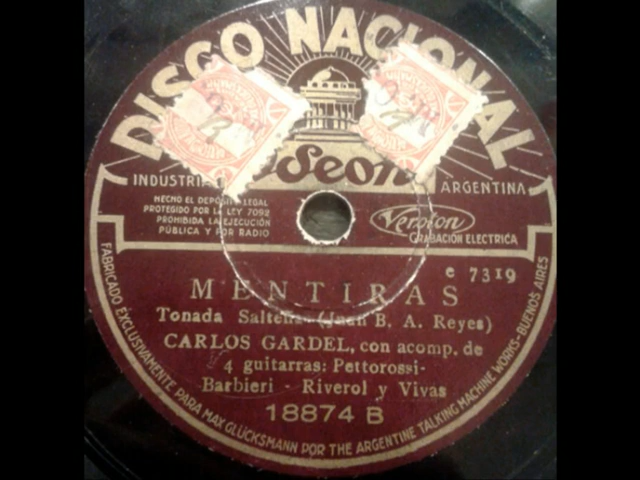 DISCO NACIONAL
Odeon
INDUSTRIA ARGENTINA
HECHO EL DEPOSITO LEGAL
PROTEGIDO POR LA LEY 7092
PROHIBIDA LA EJECUCIÓN
PÚBLICA Y POR RADIO
Version
GRABACIÓN ELECTRICA
e 7319
MENTIRAS
Tonada Salteña (Juan B. A. Reyes)
CARLOS GARDEL, con acomp. de
4 guitarras: Pettorossi-
Barbieri - Riverol y Vivas
18874 B
FABRICADO EXCLUSIVAMENTE PARA MAX GLÜCKSMANN POR THE ARGENTINE TALKING MACHINE WORKS-BUENOS AIRES